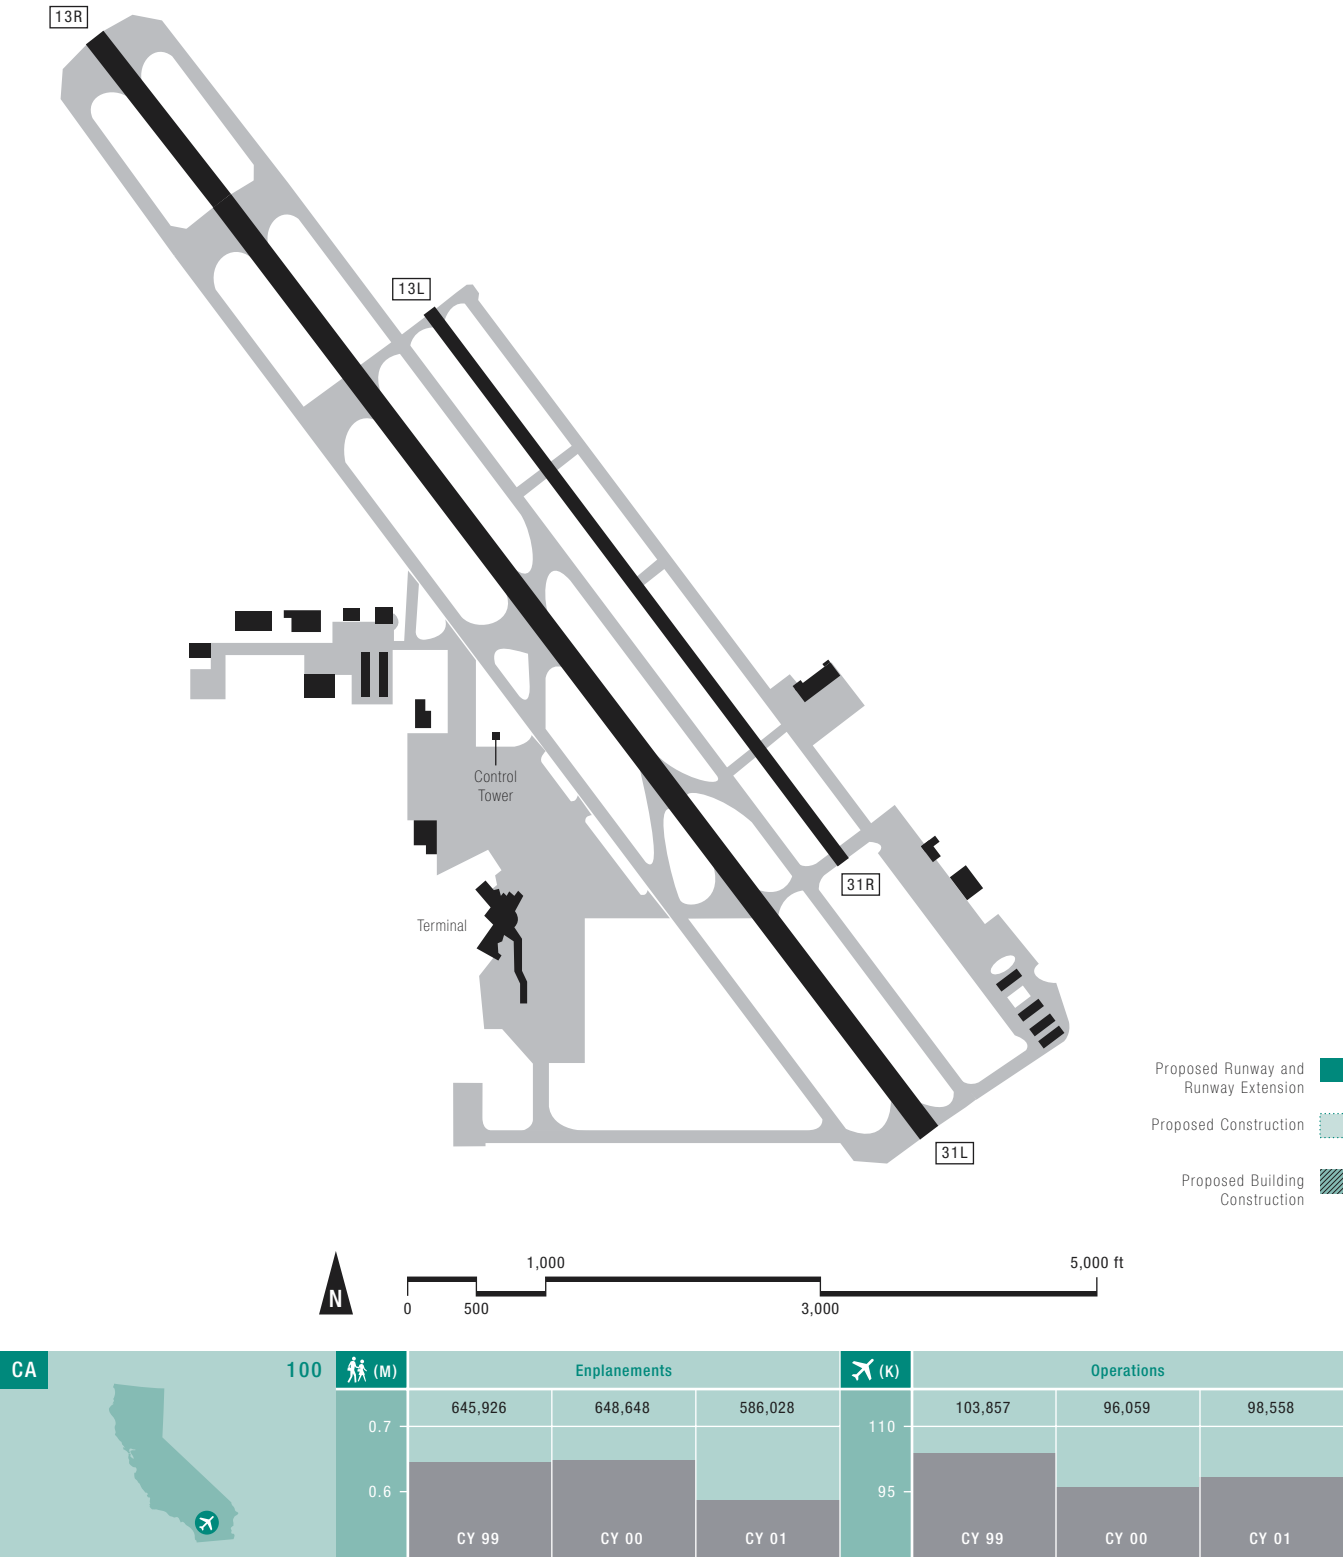 13R
13L
Control
Tower
31R
Terminal
Proposed Runway and
Runway Extension
Proposed Construction
31L
Proposed Building
Construction
N
1,000
5,000 ft
0
500
3,000
CA
100
(M)
Enplanements
(K)
Operations
645,926
648,648
586,028
103,857
96,059
98,558
0.7
110
0.6
95
CY 99
CY 00
CY 01
CY 99
CY 00
CY 01